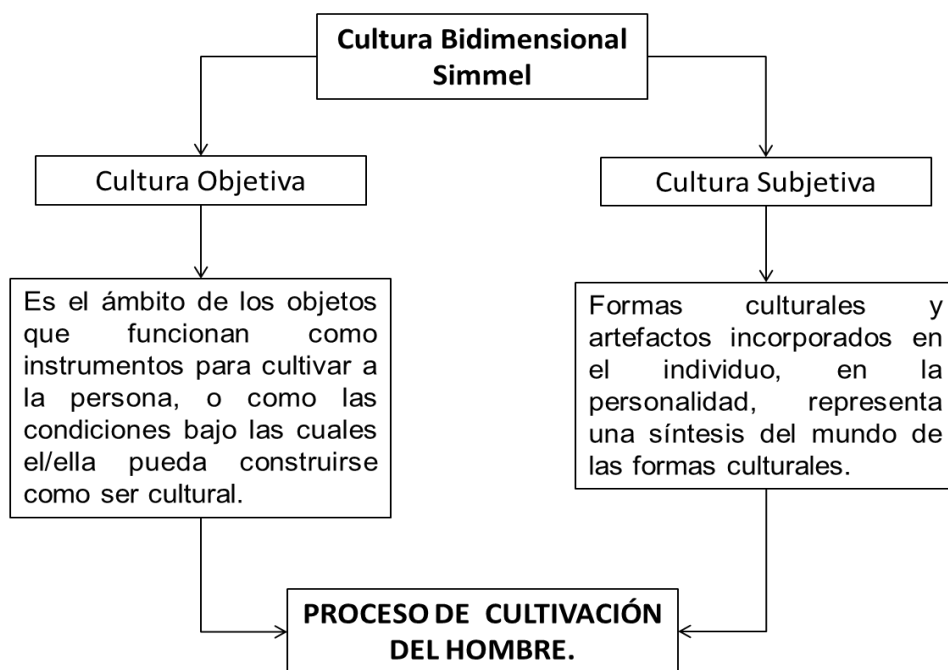 Cultura Bidimensional
Simmel
Cultura Objetiva
Cultura Subjetiva
Es el ámbito de los objetos
que funcionan como
instrumentos para cultivar a
la persona, o como las
condiciones bajo las cuales
el/ella pueda construirse
como ser cultural.
Formas culturales y
artefactos incorporados en
el individuo, en la
personalidad, representa
una síntesis del mundo de
las formas culturales.
PROCESO DE CULTIVACIÓN
DEL HOMBRE.